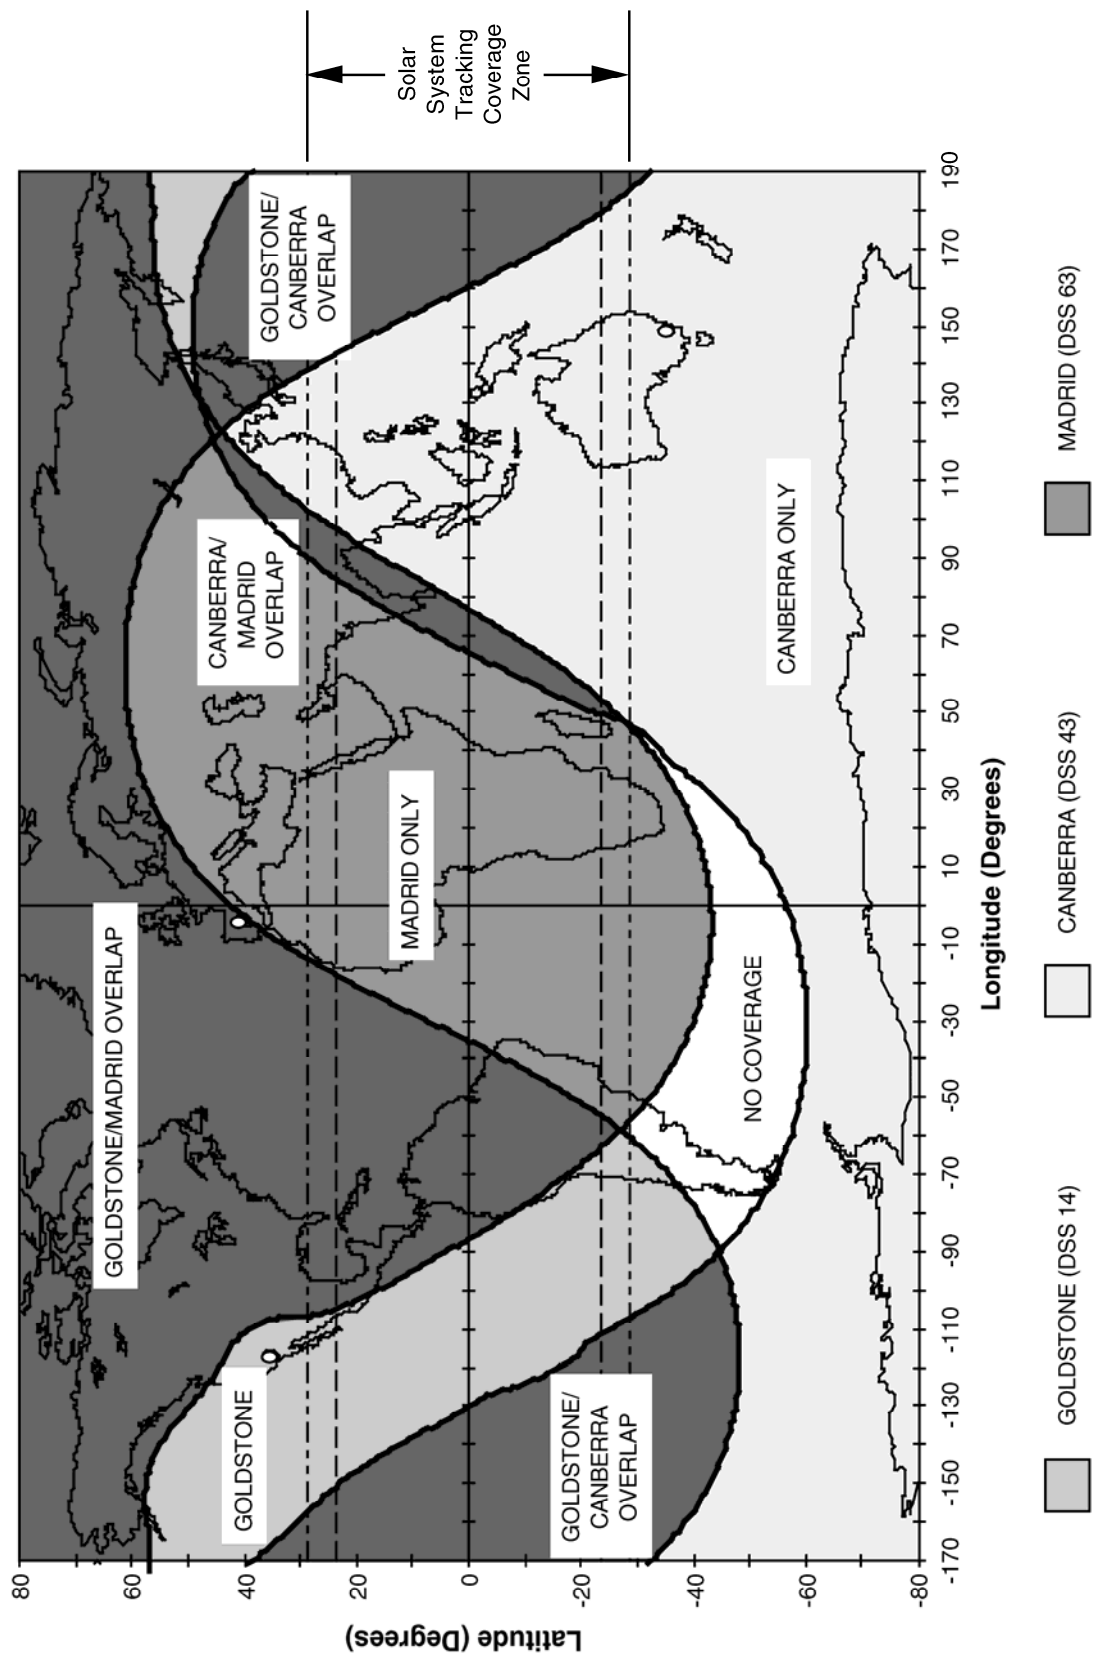 Solar
System
Tracking
Coverage
Zone
GOLDSTONE/MADRID OVERLAP
CANBERRA/
MADRID
OVERLAP
GOLDSTONE/
CANBERRA
OVERLAP
GOLDSTONE
MADRID ONLY
GOLDSTONE/
CANBERRA
OVERLAP
NO COVERAGE
CANBERRA ONLY
Latitude (Degrees)
80
60
40
20
0
-20
-40
-60
-80
-170
-150
-130
-110
-90
-70
-50
-30
-10
10
30
50
70
90
110
130
150
170
190
Longitude (Degrees)
GOLDSTONE (DSS 14)
CANBERRA (DSS 43)
MADRID (DSS 63)